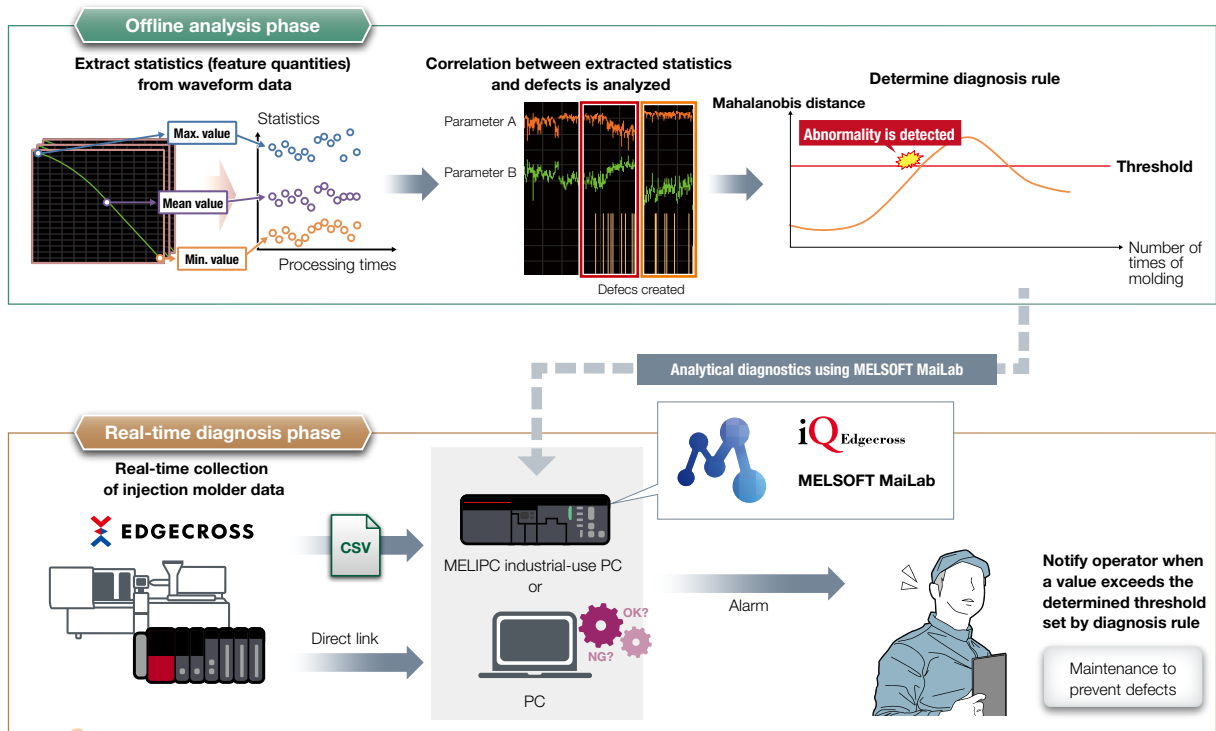 Offline analysis phase
Extract statistics (feature quantities)
from waveform data
Statistics
Max. value
Mean value
Min. value
Processing times
Correlation between extracted statistics
and defects is analyzed
Parameter A
Parameter B
Defecs created
Determine diagnosis rule
Mahalanobis distance
Abnormality is detected
Threshold
Number of
times of
molding
Analytical diagnostics using MELSOFT MaiLab
Real-time diagnosis phase
Real-time collection
of injection molder data
EDGECROSS
CSV
Direct link
iQ Edgecross
MELSOFT MaiLab
MELIPC industrial-use PC
or
OK?
NG?
PC
Alarm
Notify operator when
a value exceeds the
determined threshold
set by diagnosis rule
Maintenance to
prevent defects